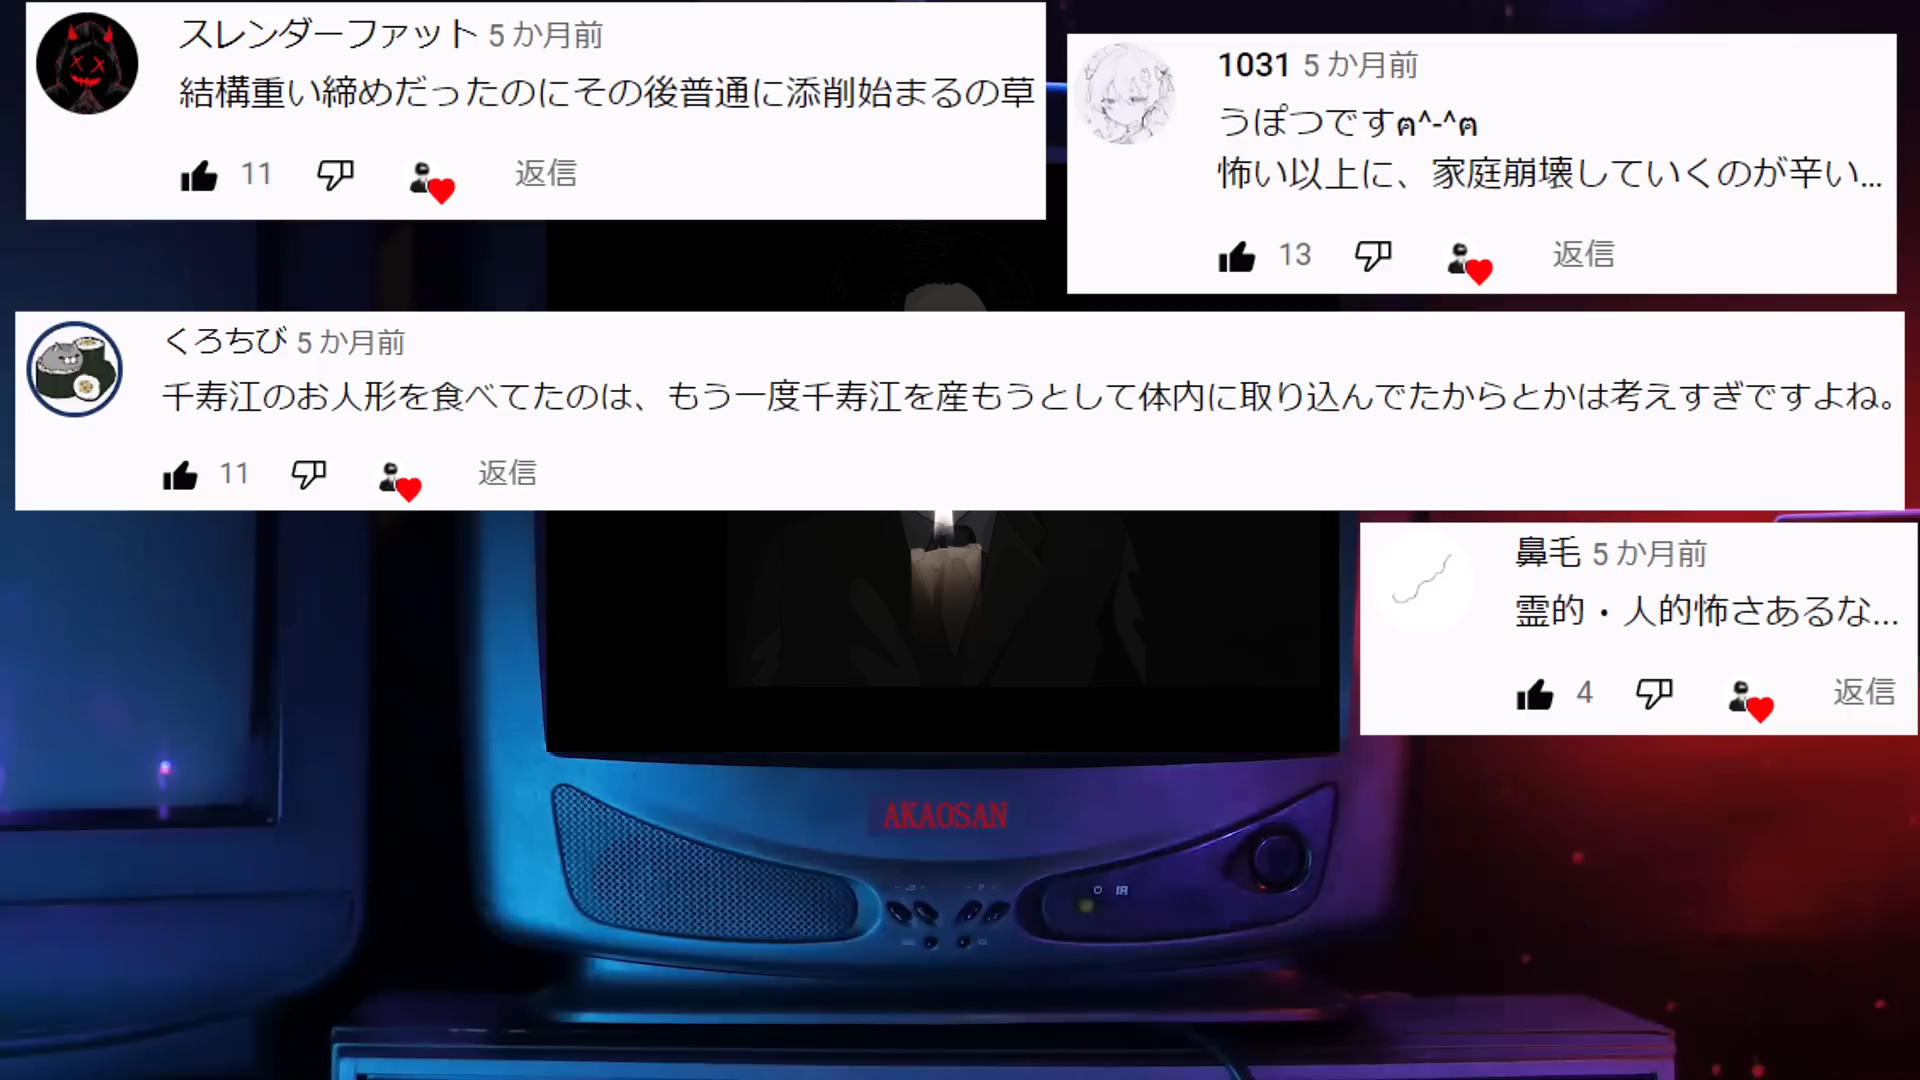 スレンダーファット 5 か月前
結構重い締めだったのにその後普通に添削始まるの草
11 返信
1031 5 か月前
うぽつですฅ^-^ฅ
怖い以上に、家庭崩壊していくのが辛い...
13 返信
くろちび 5 か月前
千寿江のお人形を食べてたのは、もう一度千寿江を産もうとして体内に取り込んでたからとかは考えすぎですよね。
11 返信
鼻毛 5 か月前
霊的・人的怖さあるな...
4 返信
AKAOSAN